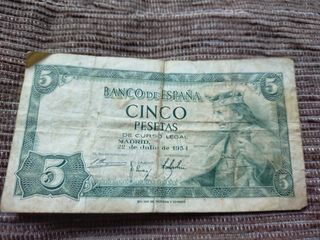 5
5
BANCO DE ESPAÑA
CINCO
PESETAS
DE CURSO LEGAL
MADRID,
22 de Julio de 1954
5
5